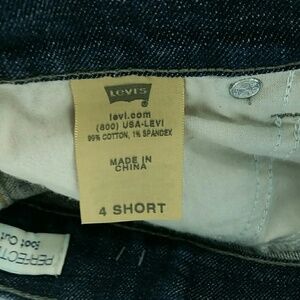 Levi's
levi.com
(800) USA-LEVI
99% COTTON, 1% SPANDEX
MADE IN
CHINA
4 SHORT
PERFECT
Boot Cut